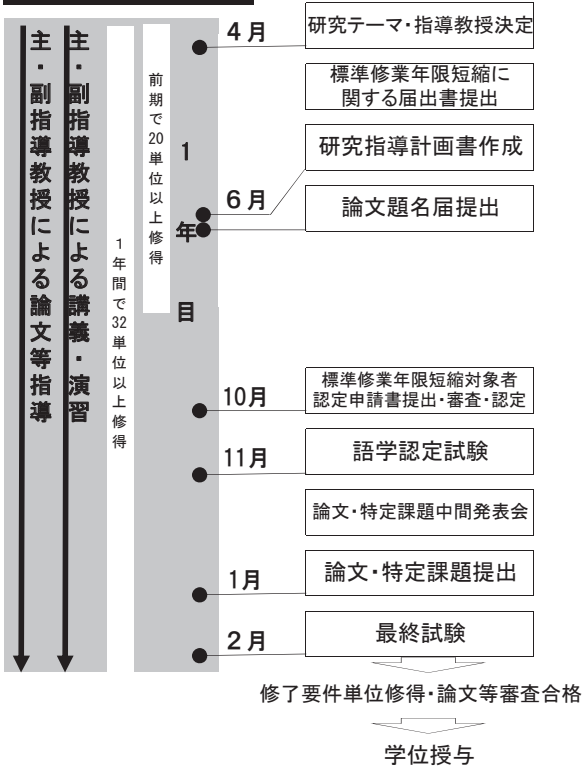 主・副指導教授による論文等指導
主・副指導教授による講義・演習
1年間で32単位以上修得
前期で20単位以上修得
1年目
4月
研究テーマ・指導教授決定
標準修業年限短縮に
関する届出書提出
研究指導計画書作成
6月
論文題名届提出
10月
標準修業年限短縮対象者
認定申請書提出・審査・認定
11月
語学認定試験
論文・特定課題中間発表会
1月
論文・特定課題提出
2月
最終試験
修了要件単位修得・論文等審査合格
学位授与